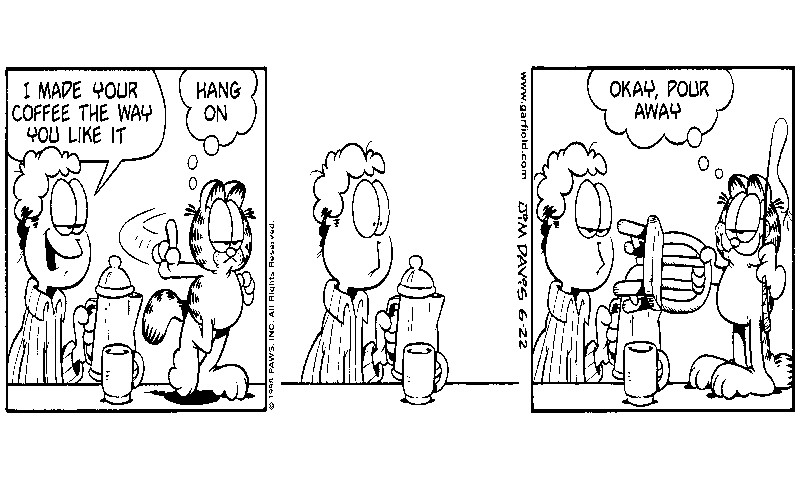 I MADE YOUR
COFFEE THE WAY
YOU LIKE IT
HANG
ON
© 1998 PAWS, INC. All Rights Reserved.
www.garfield.com
JIM DAVIS 6-22
OKAY, POUR
AWAY